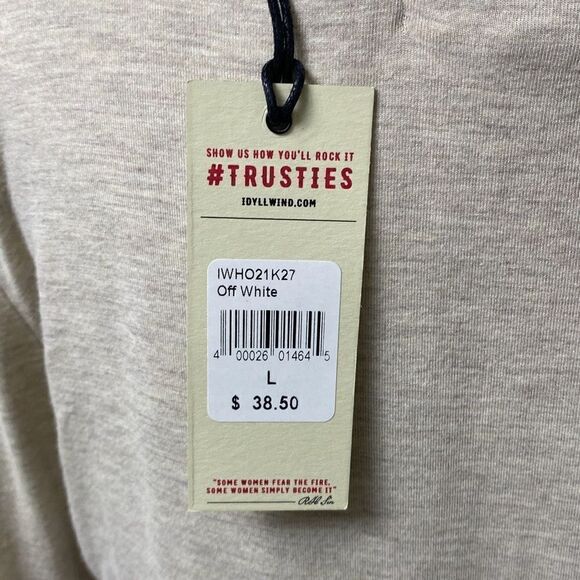 SHOW US HOW YOU'LL ROCK IT
#TRUSTIES
IDYLLWIND.COM
IWHO21K27
Off White
4 00026 01464 5
L
$ 38.50
"SOME WOMEN FEAR THE FIRE,
SOME WOMEN SIMPLY BECOME IT"
R.H. Sin